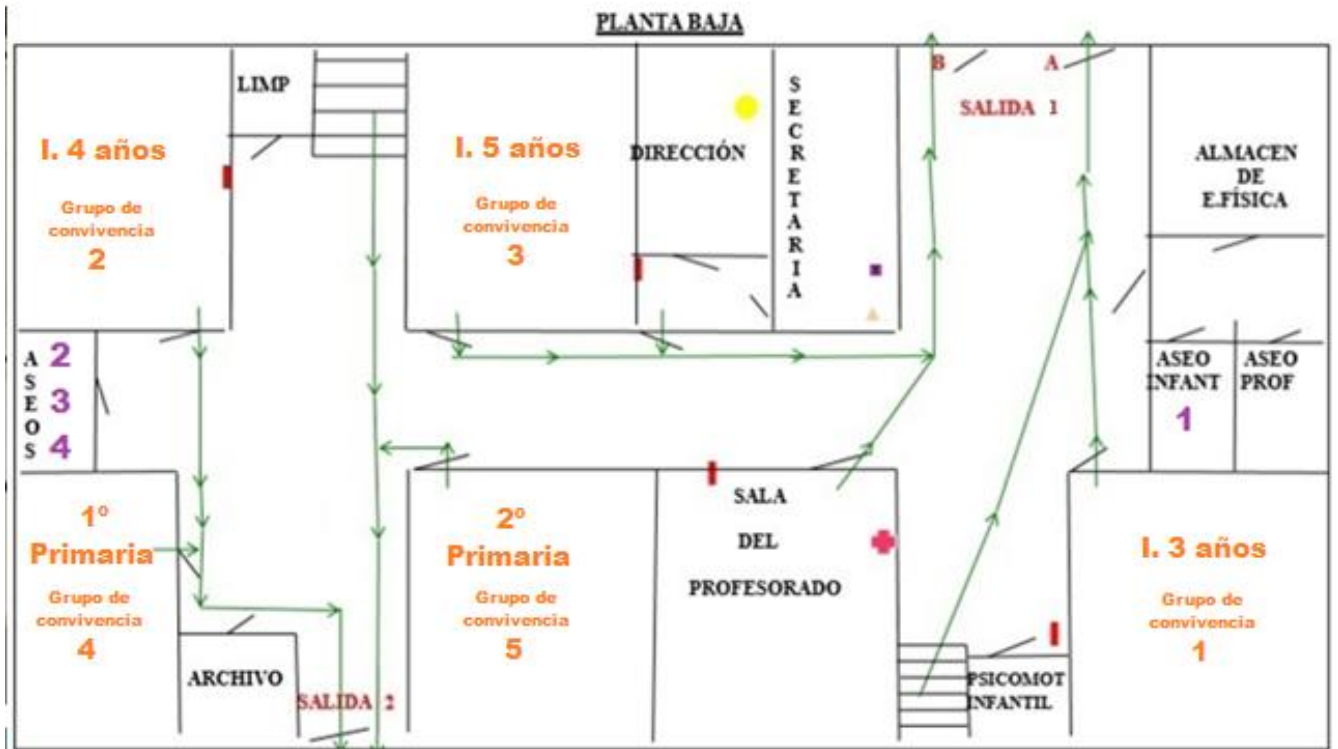 PLANTA BAJA
LIMP
I. 4 años
Grupo de
convivencia
2
I. 5 años
Grupo de
convivencia
3
DIRECCIÓN
SECRETARIA
B
A
SALIDA 1
ALMACEN
DE
E.FÍSICA
ASEOS
2
3
4
ASEO
INFANT
1
ASEO
PROF
1º
Primaria
Grupo de
convivencia
4
ARCHIVO
SALIDA 2
2º
Primaria
Grupo de
convivencia
5
SALA
DEL
PROFESORADO
PSICOMOT
INFANTIL
I. 3 años
Grupo de
convivencia
1